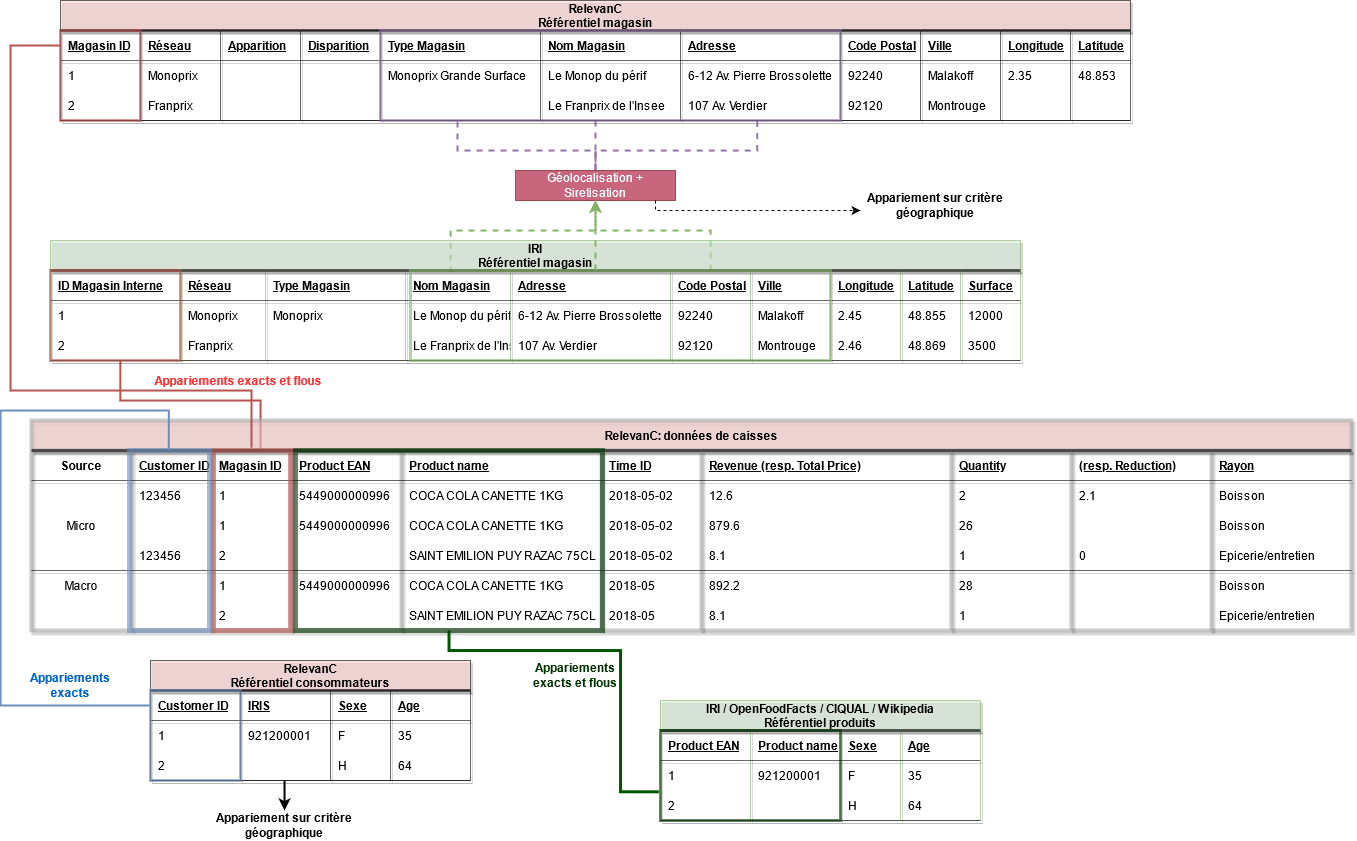 RelevanC
Référentiel magasin
Magasin ID Réseau Apparition Disparition Type Magasin Nom Magasin Adresse Code Postal Ville Longitude Latitude
1 Monoprix Monoprix Grande Surface Le Monop du périf 6-12 Av. Pierre Brossolette 92240 Malakoff 2.35 48.853
2 Franprix Le Franprix de l'Insee 107 Av. Verdier 92120 Montrouge
Géolocalisation +
Siretisation
Appariement sur critère
géographique
IRI
Référentiel magasin
ID Magasin Interne Réseau Type Magasin Nom Magasin Adresse Code Postal Ville Longitude Latitude Surface
1 Monoprix Monoprix Le Monop du périf 6-12 Av. Pierre Brossolette 92240 Malakoff 2.45 48.855 12000
2 Franprix Le Franprix de l'In 107 Av. Verdier 92120 Montrouge 2.46 48.869 3500
Appariements exacts et flous
RelevanC: données de caisses
Source Customer ID Magasin ID Product EAN Product name Time ID Revenue (resp. Total Price) Quantity (resp. Reduction) Rayon
123456 1 5449000000996 COCA COLA CANETTE 1KG 2018-05-02 12.6 2 2.1 Boisson
Micro 1 5449000000996 COCA COLA CANETTE 1KG 2018-05-02 879.6 26 Boisson
123456 2 SAINT EMILION PUY RAZAC 75CL 2018-05-02 8.1 1 0 Epicerie/entretien
Macro 1 5449000000996 COCA COLA CANETTE 1KG 2018-05 892.2 28 Boisson
2 SAINT EMILION PUY RAZAC 75CL 2018-05 8.1 1 Epicerie/entretien
Appariements
exacts
RelevanC
Référentiel consommateurs
Customer ID IRIS Sexe Age
1 921200001 F 35
2 H 64
Appariement sur critère
géographique
Appariements
exacts et flous
IRI / OpenFoodFacts / CIQUAL / Wikipedia
Référentiel produits
Product EAN Product name Sexe Age
1 921200001 F 35
2 H 64